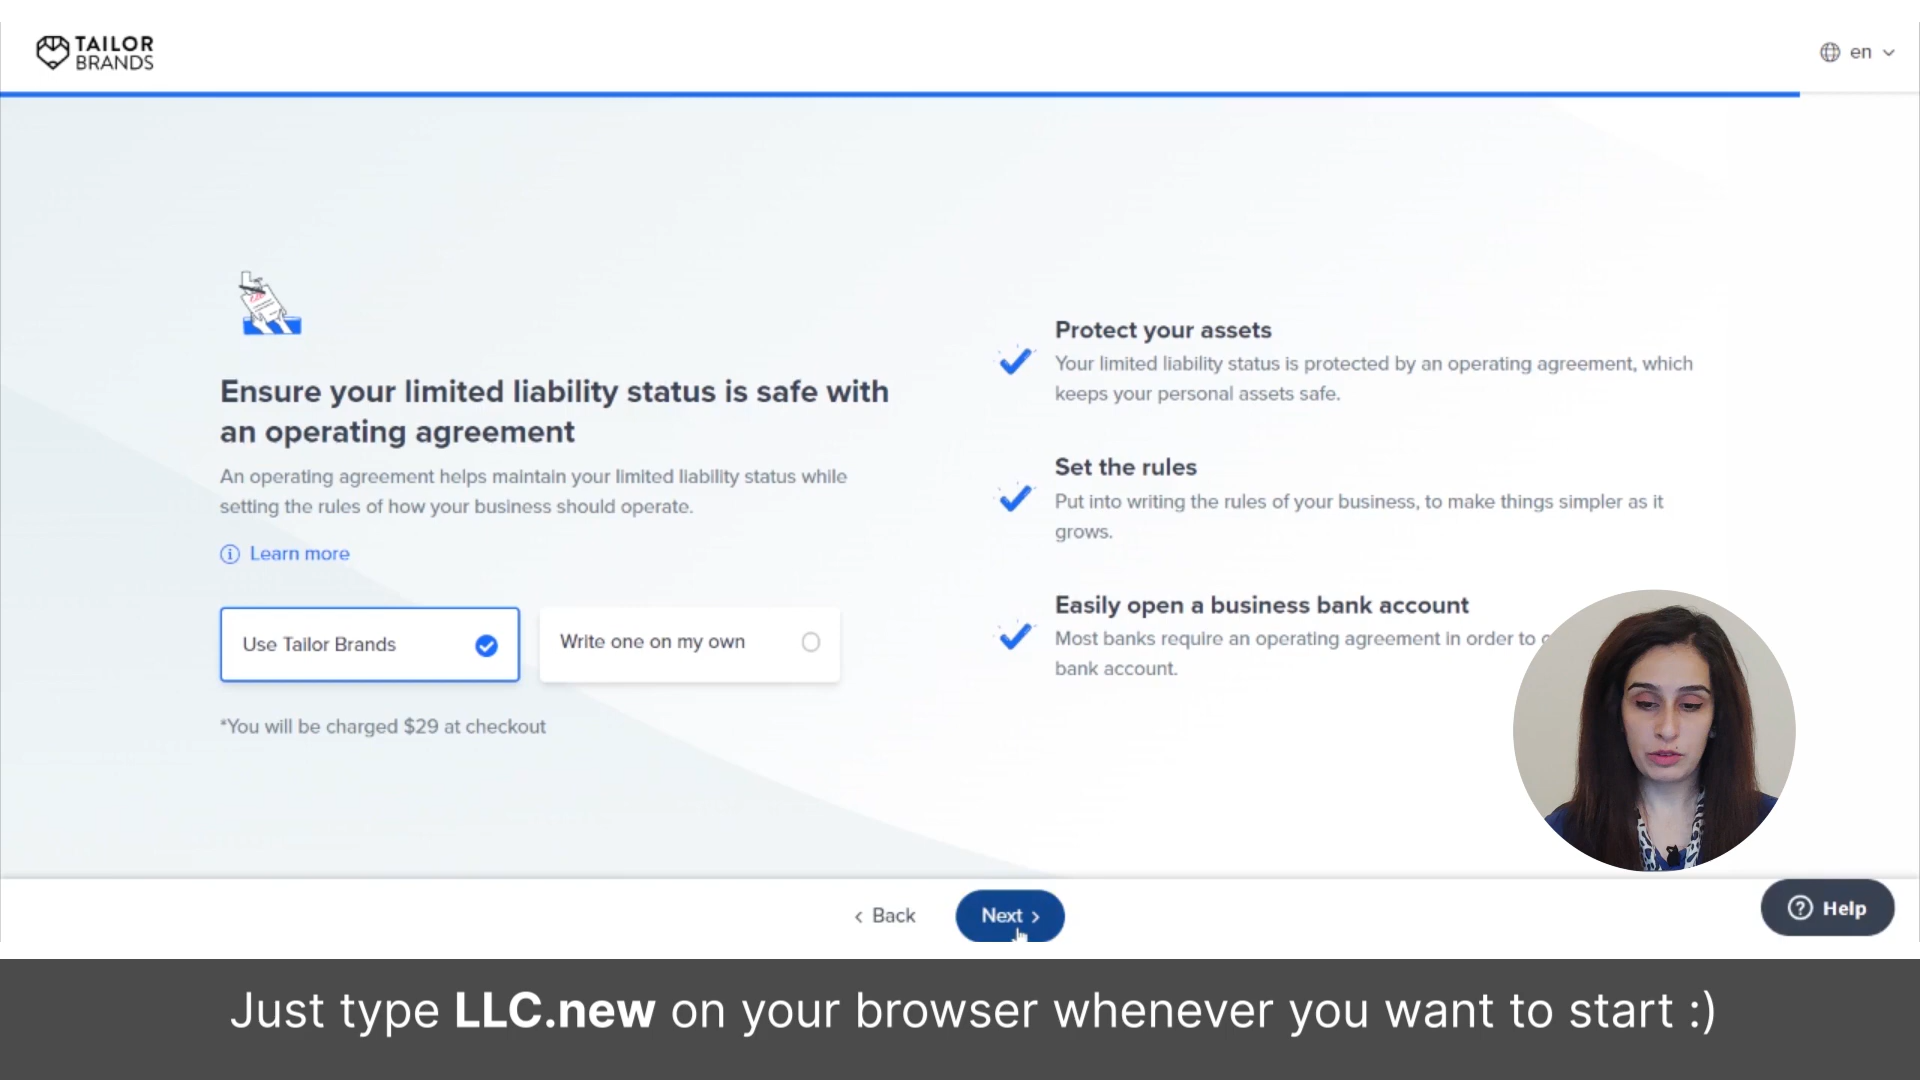 TAILOR
BRANDS
en
Ensure your limited liability status is safe with
an operating agreement
An operating agreement helps maintain your limited liability status while
setting the rules of how your business should operate.
Learn more
Use Tailor Brands
Write one on my own
*You will be charged $29 at checkout
Protect your assets
Your limited liability status is protected by an operating agreement, which
keeps your personal assets safe.
Set the rules
Put into writing the rules of your business, to make things simpler as it
grows.
Easily open a business bank account
Most banks require an operating agreement in order to
bank account.
< Back
Next >
? Help
Just type LLC.new on your browser whenever you want to start :)